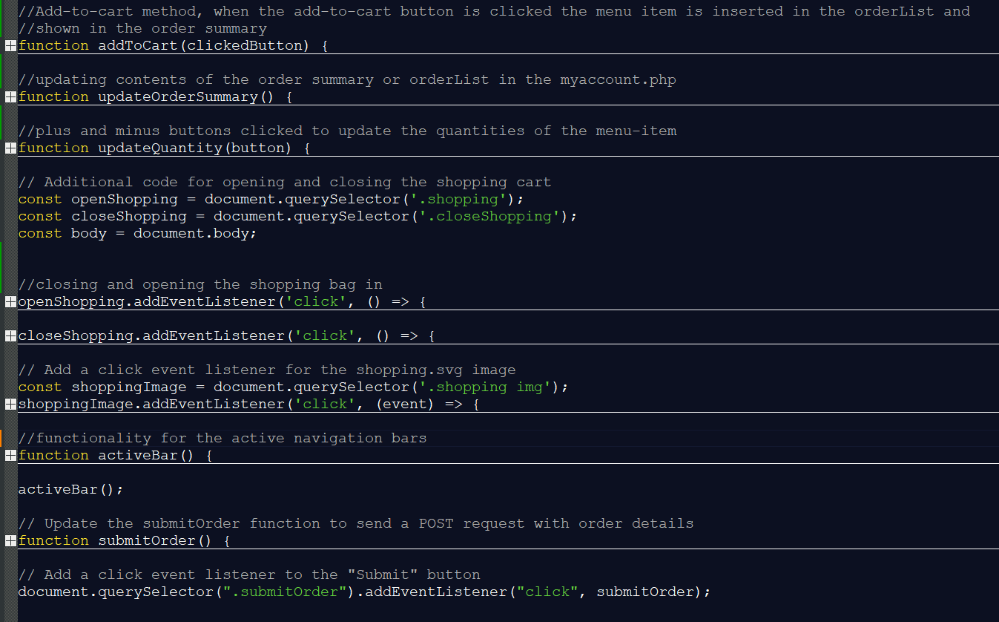 //Add-to-cart method, when the add-to-cart button is clicked the menu item is inserted in the orderList and
//shown in the order summary
function addToCart(clickedButton) {
//updating contents of the order summary or orderList in the myaccount.php
function updateOrderSummary() {
//plus and minus buttons clicked to update the quantities of the menu-item
function updateQuantity(button) {
// Additional code for opening and closing the shopping cart
const openShopping = document.querySelector('.shopping');
const closeShopping = document.querySelector('.closeShopping');
const body = document.body;
//closing and opening the shopping bag in
openShopping.addEventListener('click', () => {
closeShopping.addEventListener('click', () => {
// Add a click event listener for the shopping.svg image
const shoppingImage = document.querySelector('.shopping img');
shoppingImage.addEventListener('click', (event) => {
//functionality for the active navigation bars
function activeBar() {
activeBar();
// Update the submitOrder function to send a POST request with order details
function submitOrder() {
// Add a click event listener to the "Submit" button
document.querySelector(".submitOrder").addEventListener("click", submitOrder);